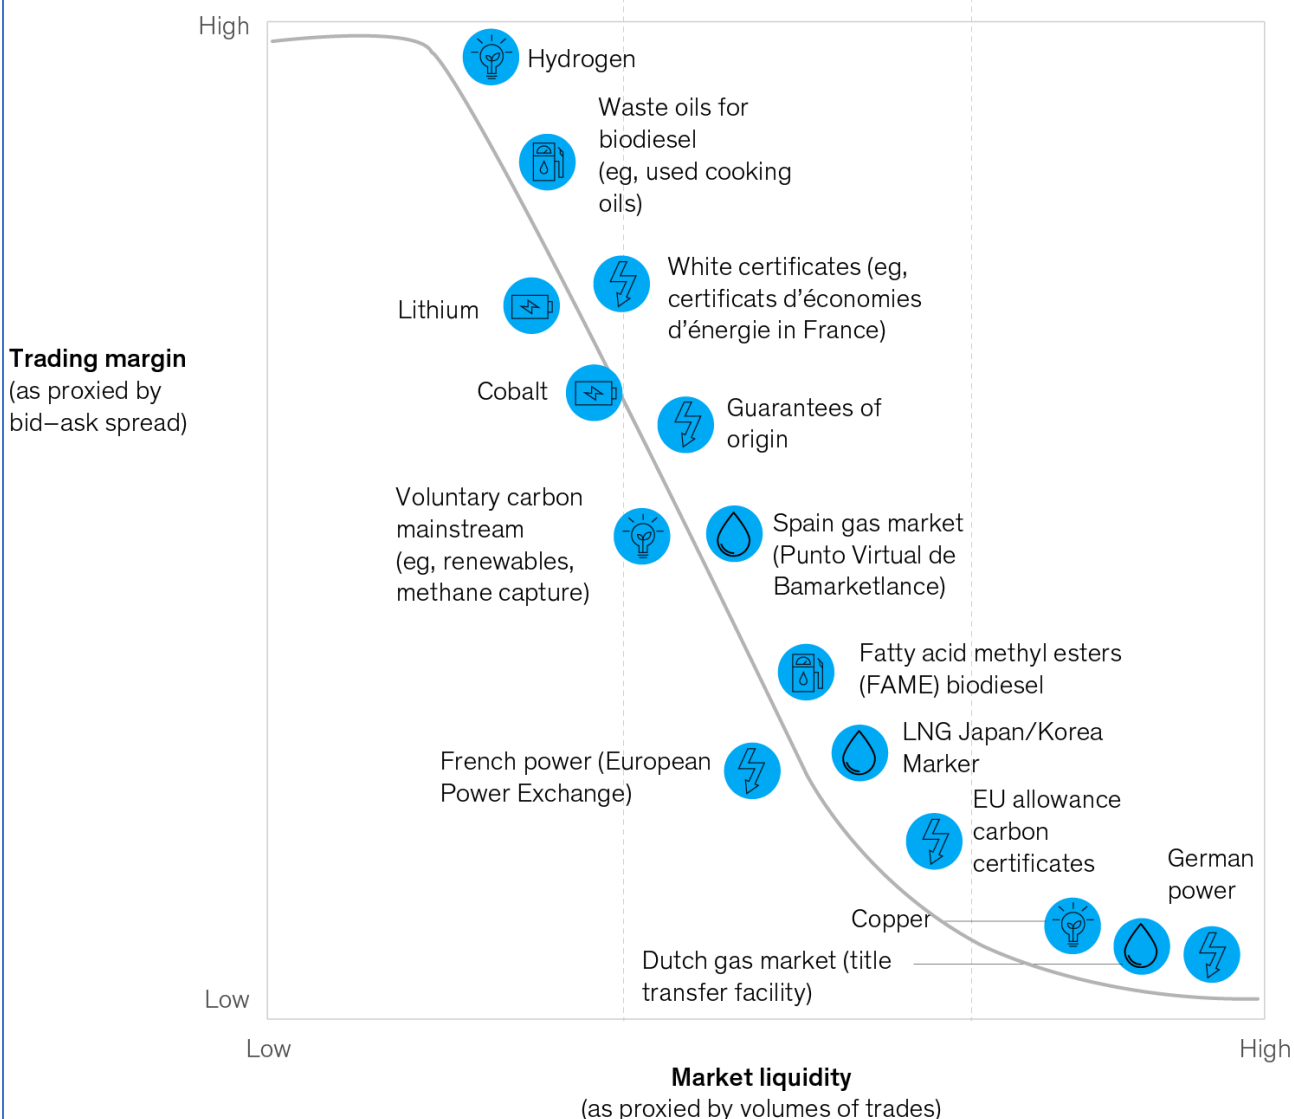 High
Hydrogen
Waste oils for
biodiesel
(eg, used cooking
oils)
White certificates (eg,
certificats d’économies
d’énergie in France)
Lithium
Trading margin
(as proxied by
bid–ask spread)
Cobalt
Guarantees of
origin
Voluntary carbon
mainstream
(eg, renewables,
methane capture)
Spain gas market
(Punto Virtual de
Bamarketlance)
Fatty acid methyl esters
(FAME) biodiesel
LNG Japan/Korea
Marker
French power (European
Power Exchange)
EU allowance
carbon
certificates
German
power
Copper
Dutch gas market (title
transfer facility)
Low
Low
High
Market liquidity
(as proxied by volumes of trades)